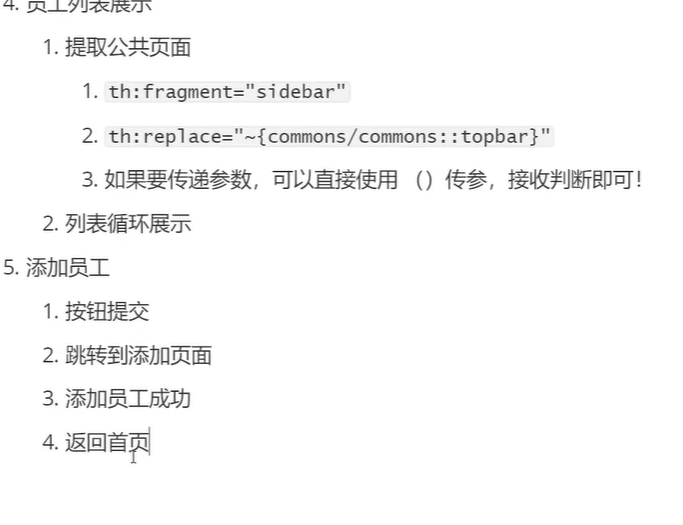 4. 员工列表展示
1. 提取公共页面
1. th:fragment="sidebar"
2. th:replace="~{commons/commons::topbar}"
3. 如果要传递参数，可以直接使用 （）传参，接收判断即可！
2. 列表循环展示
5. 添加员工
1. 按钮提交
2. 跳转到添加页面
3. 添加员工成功
4. 返回首页